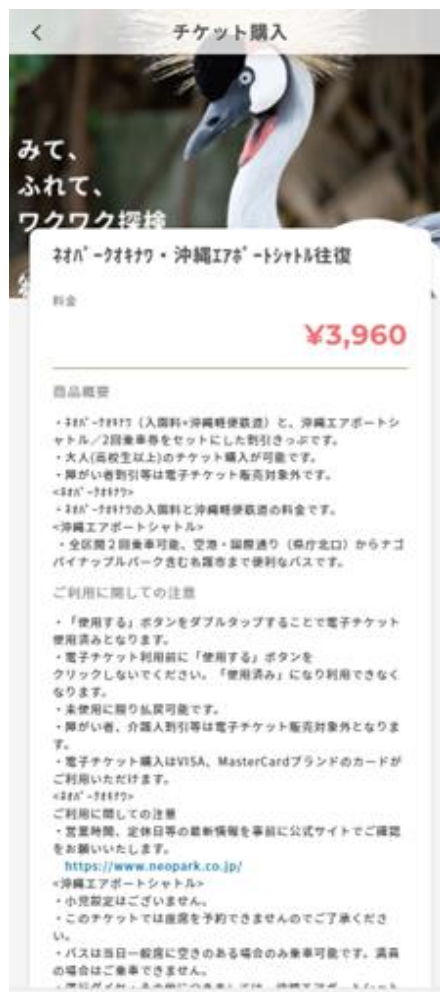 チケット購入
みて、
ふれて、
ワクワク探検
ﾈｵﾊﾟｰｸｵｷﾅﾜ・沖縄ｴｱﾎﾟｰﾄｼｬﾄﾙ往復
料金
¥3,960
商品概要
・ﾈｵﾊﾟｰｸｵｷﾅﾜ（入園料+沖縄軽便鉄道）と、沖縄エアポートシ
ャトル／2回乗車券をセットにした割引きっぷです。
・大人(高校生以上)のチケット購入が可能です。
・障がい者割引等は電子チケット販売対象外です。
<ﾈｵﾊﾟｰｸｵｷﾅﾜ>
・ﾈｵﾊﾟｰｸｵｷﾅﾜの入園料と沖縄軽便鉄道の料金です。
<沖縄エアポートシャトル>
・全区間２回乗車可能、空港・国際通り（県庁北口）からナゴ
パイナップルパーク含む名護市まで便利なバスです。
ご利用に関しての注意
・「使用する」ボタンをダブルタップすることで電子チケット
使用済みとなります。
・電子チケット利用前に「使用する」ボタンを
クリックしないでください。「使用済み」になり利用できなく
なります。
・未使用に限り払戻可能です。
・障がい者、介護人割引等は電子チケット販売対象外となりま
す。
・電子チケット購入はVISA、MasterCardブランドのカードが
ご利用いただけます。
<ﾈｵﾊﾟｰｸｵｷﾅﾜ>
ご利用に関しての注意
・営業時間、定休日等の最新情報を事前に公式サイトでご確認
をお願いいたします。
https://www.neopark.co.jp/
<沖縄エアポートシャトル>
・小児設定はございません。
・このチケットでは座席を予約できませんのでご了承くださ
い。
・バスは当日一般席に空きのある場合のみ乗車可能です。満員
の場合はご乗車できません。